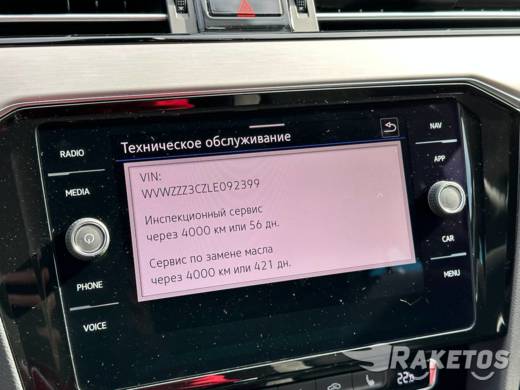 RADIO
MEDIA
PHONE
VOICE
Техническое обслуживание
VIN:
WVWZZZ3CZLE092399
Инспекционный сервис
через 4000 км или 56 дн.
Сервис по замене масла
через 4000 км или 421 дн.
NAV
APP
CAR
MENU
RAKETOS